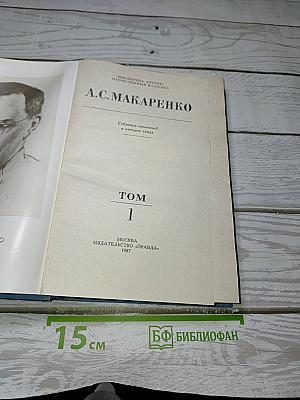 БИБЛИОТЕКА «ОГОНЕК»
ОТЕЧЕСТВЕННАЯ КЛАССИКА
А.С.МАКАРЕНКО
Собрание сочинений
в четырех томах
ТОМ
1
МОСКВА
ИЗДАТЕЛЬСТВО «ПРАВДА»
1987
15 см
БФ БИБЛИОФАН